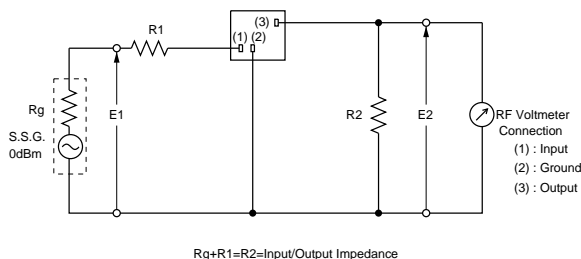 (3)
R1
(1) (2)
Rg
E1
R2
E2
RF Voltmeter
S.S.G.
0dBm
Connection
(1) : Input
(2) : Ground
(3) : Output
Rg+R1=R2=Input/Output Impedance